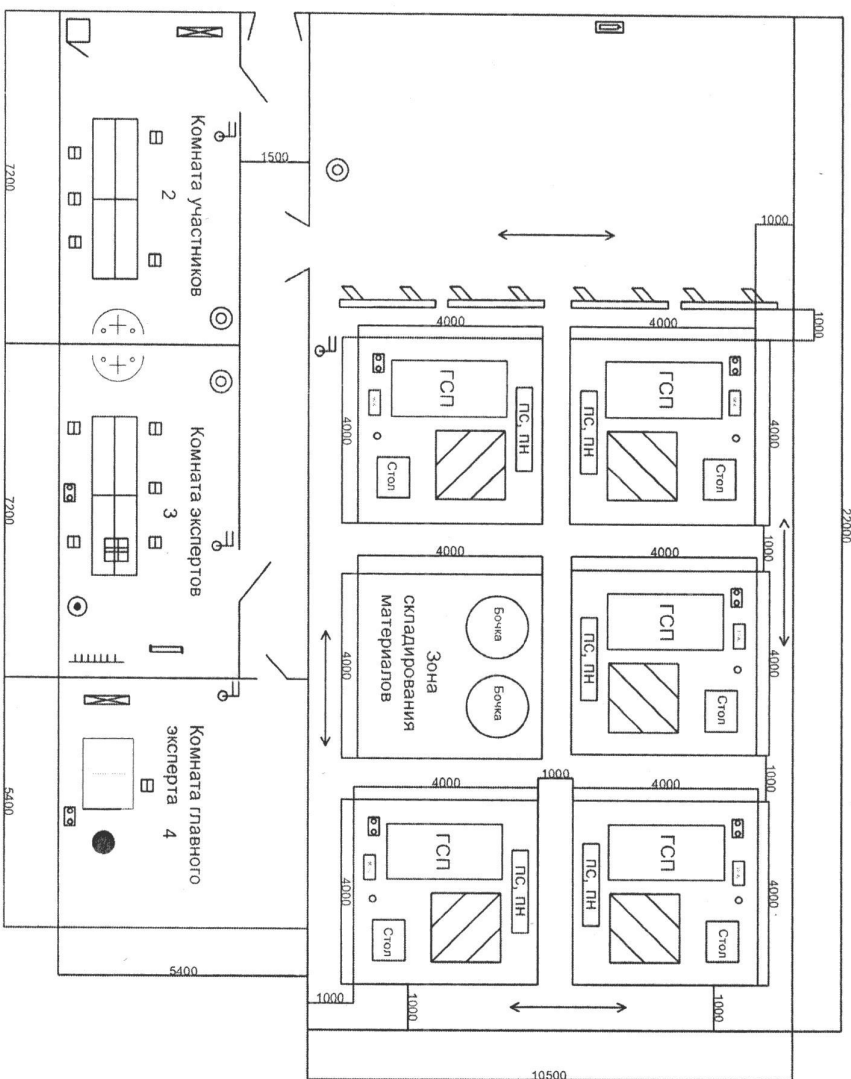 Комната участников
2
7200
Комната экспертов
3
7200
Комната главного
эксперта 4
5400
5400
1500
1000
1000
22000
10500
4000
4000
ГСП
ПС, ПН
Стол
4000
4000
ГСП
ПС, ПН
Стол
1000
4000
4000
Зона
складирования
материалов
Бочка
Бочка
4000
4000
ГСП
ПС, ПН
Стол
1000
4000
4000
ГСП
ПС, ПН
Стол
1000
1000
1000
4000
4000
ГСП
ПС, ПН
Стол
1000